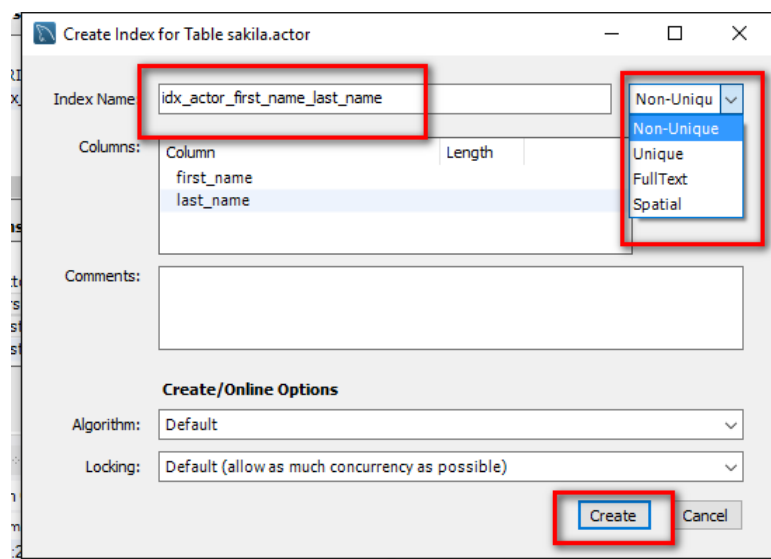 Create Index for Table sakila.actor
Index Name
idx_actor_first_name_last_name
Non-Uniqu
Non-Unique
Unique
FullText
Spatial
Columns:
Column Length
first_name
last_name
Comments:
Create/Online Options
Algorithm: Default
Locking: Default (allow as much concurrency as possible)
Create Cancel